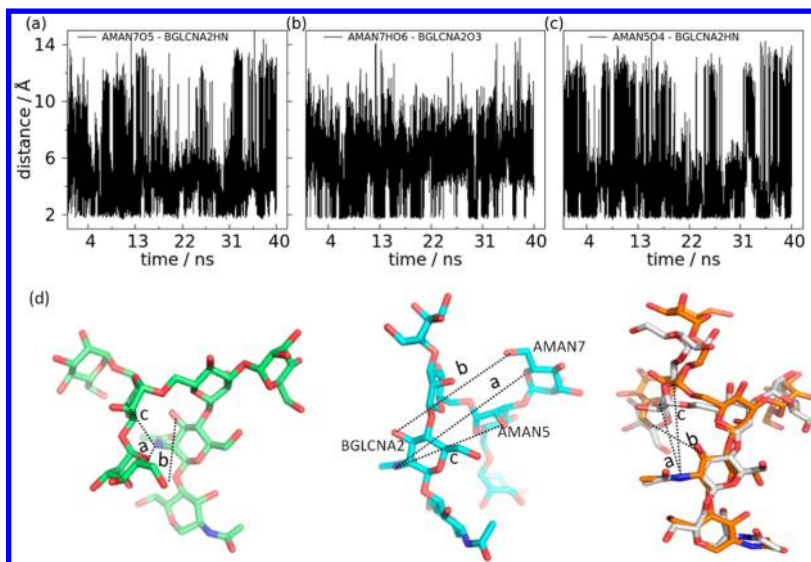 (a) (b) (c)
AMAN7O5 - BGLCNA2HN AMAN7HO6 - BGLCNA2O3 AMAN5O4 - BGLCNA2HN
distance / Å
14
10
6
2
4 13 22 31 40 4 13 22 31 40 4 13 22 31 40
time / ns time / ns time / ns
(d)
AMAN7
b
a
c
a
b
BGLCNA2
AMAN5
c
c
b
a